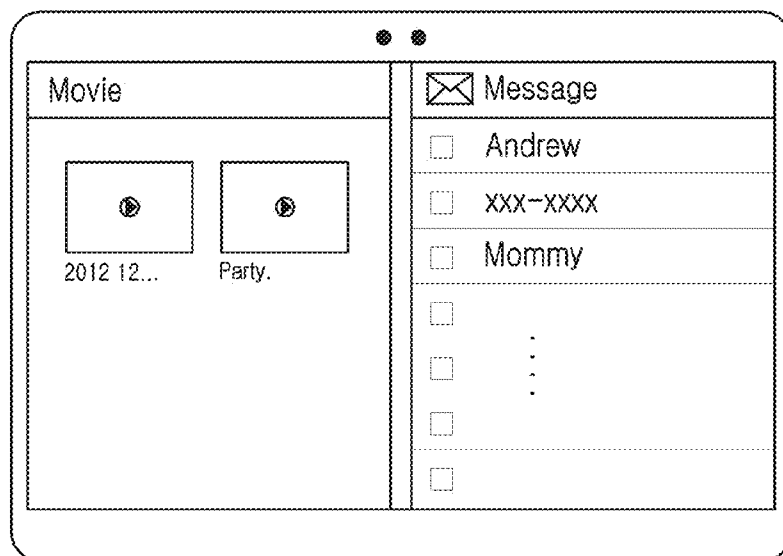 Movie
2012 12...
Party.
Message
Andrew
xxx-xxxx
Mommy